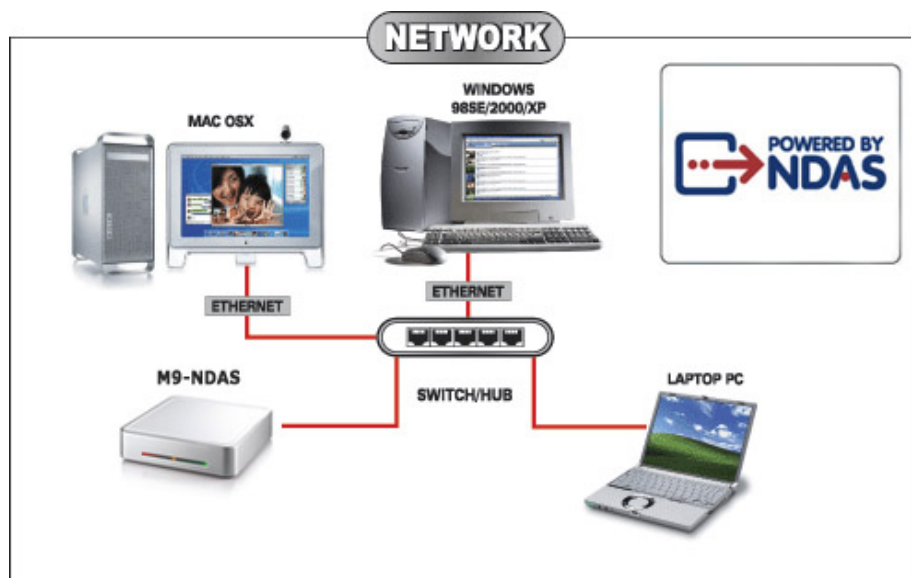 NETWORK
MAC OSX
WINDOWS
98SE/2000/XP
POWERED BY
NDAS
ETHERNET
ETHERNET
M9-NDAS
SWITCH/HUB
LAPTOP PC